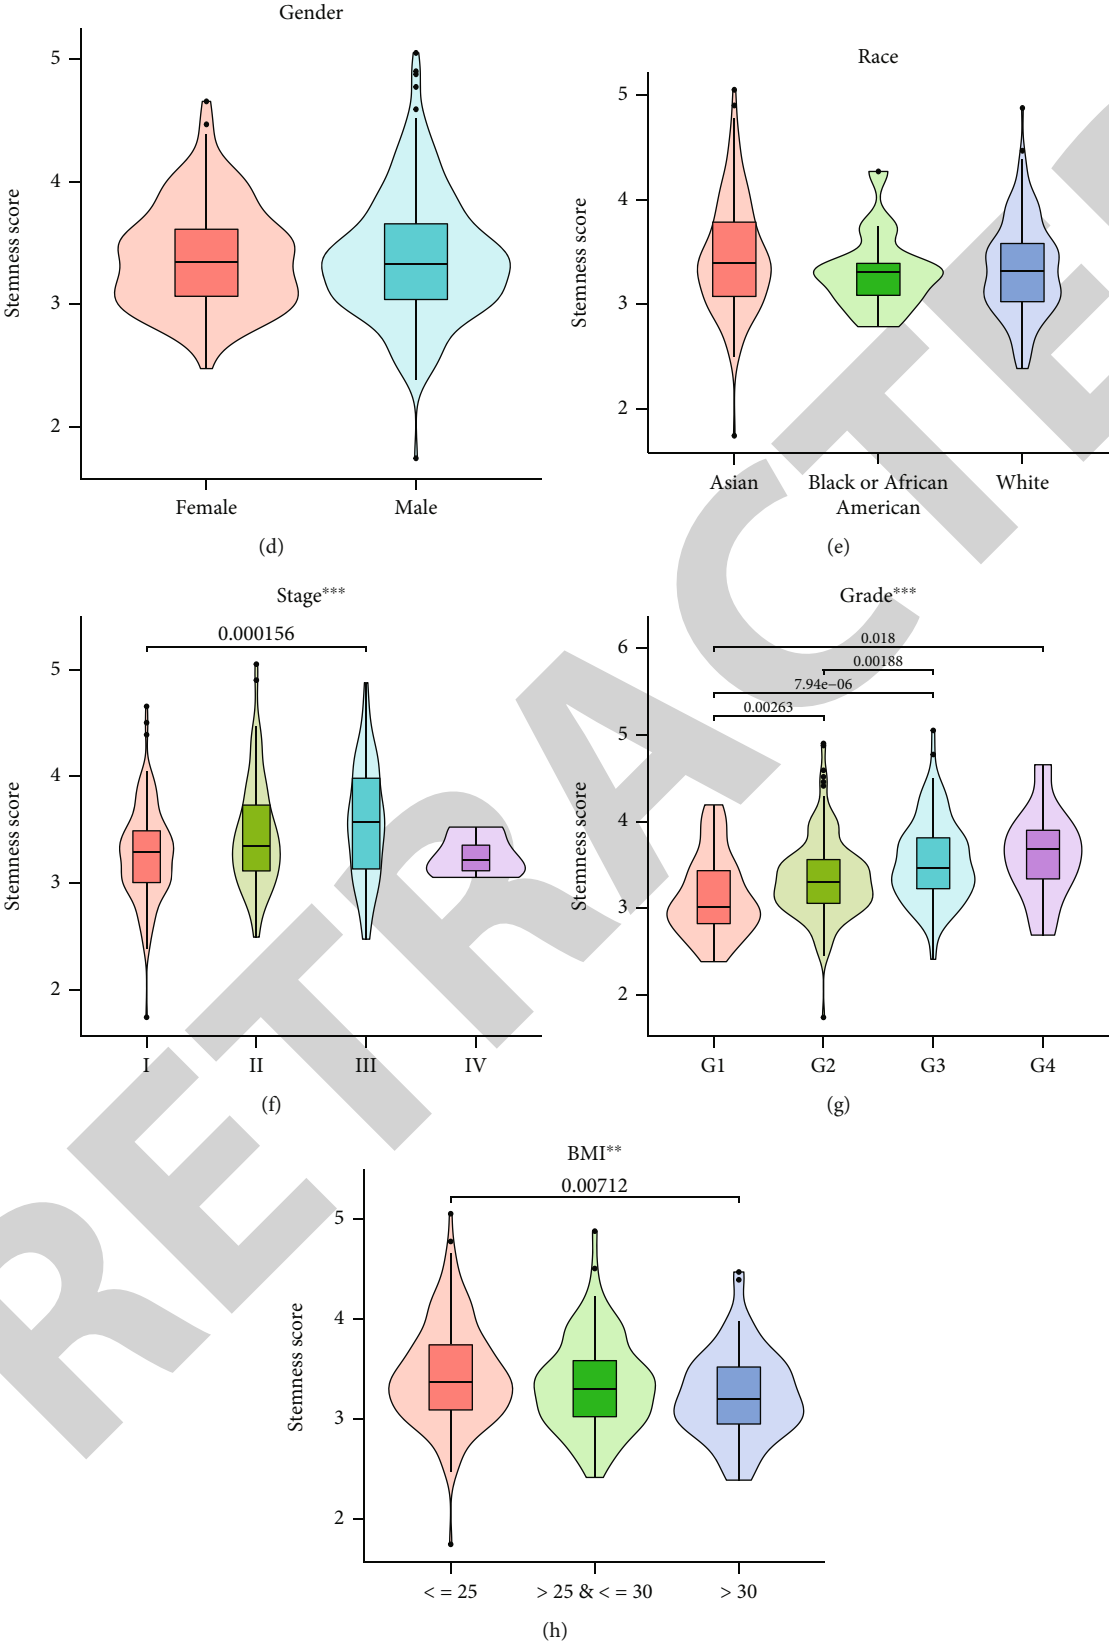 Gender
Stemness score
5
4
3
2
Female
Male
(d)
Race
Stemness score
5
4
3
2
Asian
Black or African
American
White
(e)
Stage***
0.000156
Stemness score
5
4
3
2
I
II
III
IV
(f)
Grade***
0.018
0.00188
7.94e−06
0.00263
Stemness score
6
5
4
3
2
G1
G2
G3
G4
(g)
BMI**
0.00712
Stemness score
5
4
3
2
< = 25
> 25 & < = 30
> 30
(h)
RETRACTE